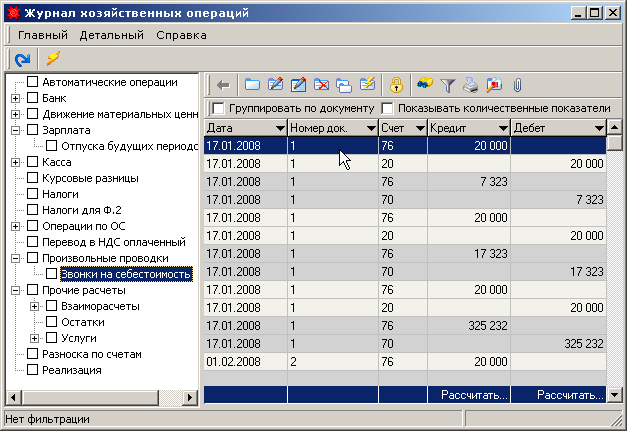 Журнал хозяйственных операций
Главный Детальный Справка
Автоматические операции
Банк
Движение материальных ценн
Зарплата
Отпуска будущих периодо
Касса
Курсовые разницы
Налоги
Налоги для Ф.2
Операции по ОС
Перевод в НДС оплаченный
Произвольные проводки
Звонки на себестоимость
Прочие расчеты
Взаиморасчеты
Остатки
Услуги
Разноска по счетам
Реализация
Группировать по документу Показывать количественные показатели
Дата Номер док. Счет Кредит Дебет
17.01.2008 1 76 20 000
17.01.2008 1 20 20 000
17.01.2008 1 76 7 323
17.01.2008 1 70 7 323
17.01.2008 1 76 20 000
17.01.2008 1 20 20 000
17.01.2008 1 76 17 323
17.01.2008 1 70 17 323
17.01.2008 1 76 20 000
17.01.2008 1 20 20 000
17.01.2008 1 76 325 232
17.01.2008 1 70 325 232
01.02.2008 2 76 20 000
Рассчитать... Рассчитать...
Нет фильтрации